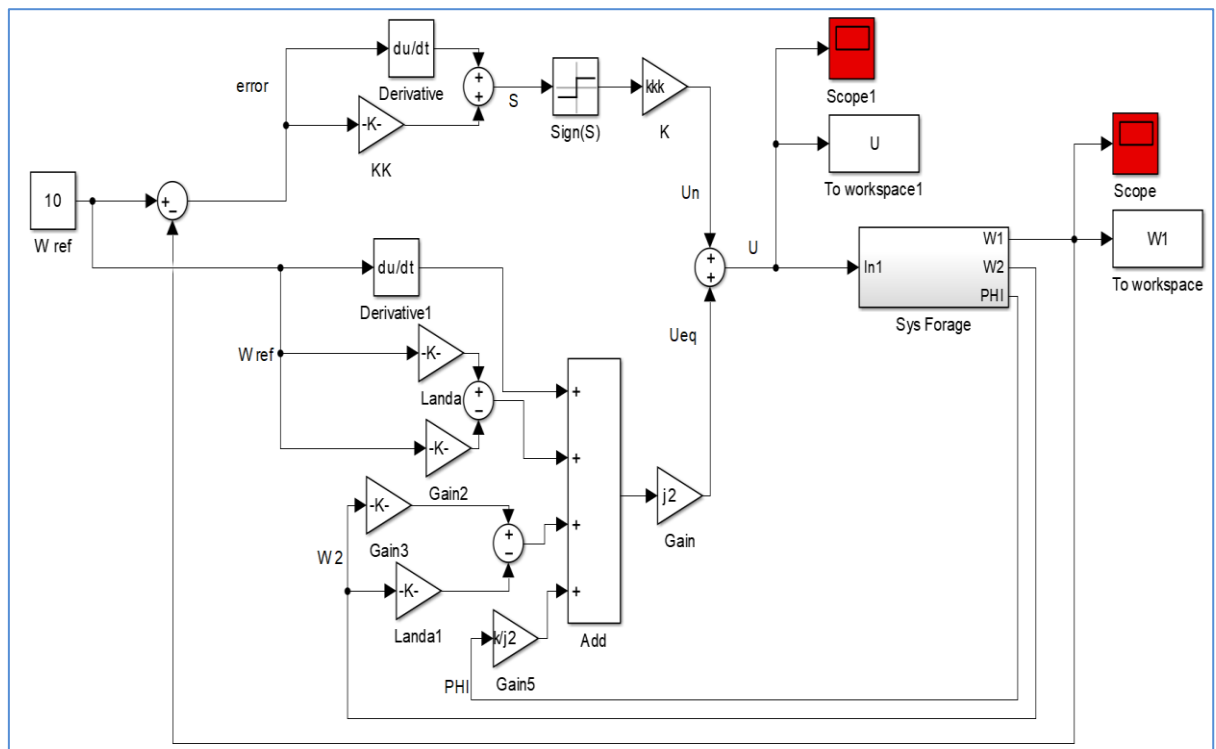 du/dt
Derivative
error
+
+
S
Sign(S)
kkk
K
-K-
KK
Scope1
U
To workspace1
Scope
10
W ref
+
−
Un
U
+
+
In1
W1
W2
PHI
Sys Forage
W1
To workspace
du/dt
Derivative1
Ueq
W ref
-K-
Landa
+
−
-K-
Gain2
+
+
+
+
Add
j2
Gain
-K-
Gain3
+
−
W2
-K-
Landa1
k/j2
Gain5
PHI